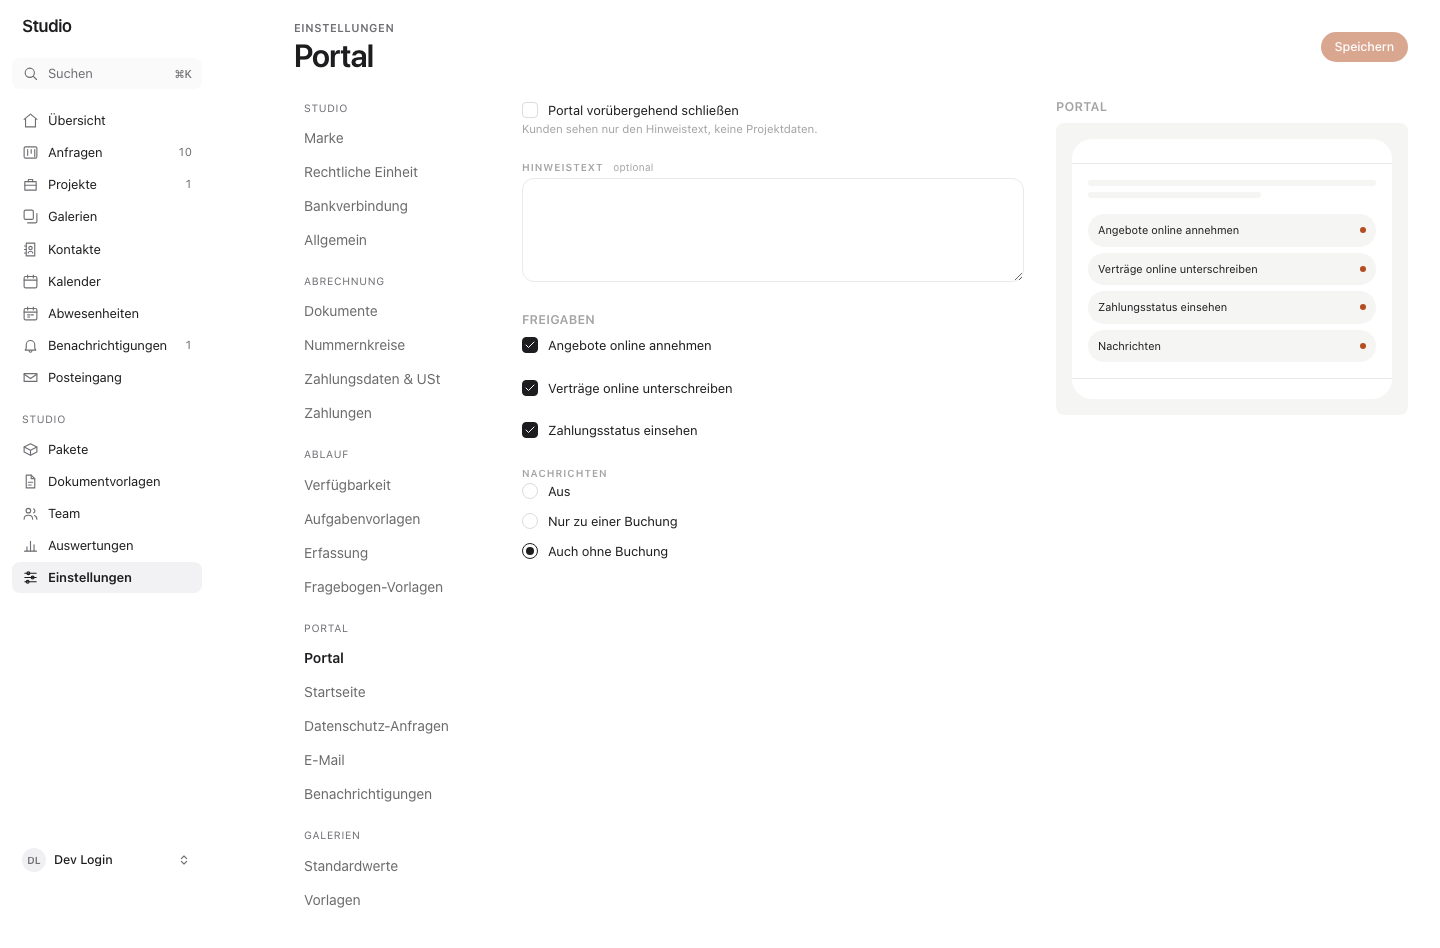 Studio
Suchen ⌘K
Übersicht
Anfragen 10
Projekte 1
Galerien
Kontakte
Kalender
Abwesenheiten
Benachrichtigungen 1
Posteingang
STUDIO
Pakete
Dokumentvorlagen
Team
Auswertungen
Einstellungen
DL Dev Login
EINSTELLUNGEN
Portal
Speichern
STUDIO
Marke
Rechtliche Einheit
Bankverbindung
Allgemein
ABRECHNUNG
Dokumente
Nummernkreise
Zahlungsdaten & USt
Zahlungen
ABLAUF
Verfügbarkeit
Aufgabenvorlagen
Erfassung
Fragebogen-Vorlagen
PORTAL
Portal
Startseite
Datenschutz-Anfragen
E-Mail
Benachrichtigungen
GALERIEN
Standardwerte
Vorlagen
Portal vorübergehend schließen
Kunden sehen nur den Hinweistext, keine Projektdaten.
HINWEISTEXT optional
FREIGABEN
Angebote online annehmen
Verträge online unterschreiben
Zahlungsstatus einsehen
NACHRICHTEN
Aus
Nur zu einer Buchung
Auch ohne Buchung
PORTAL
Angebote online annehmen
Verträge online unterschreiben
Zahlungsstatus einsehen
Nachrichten